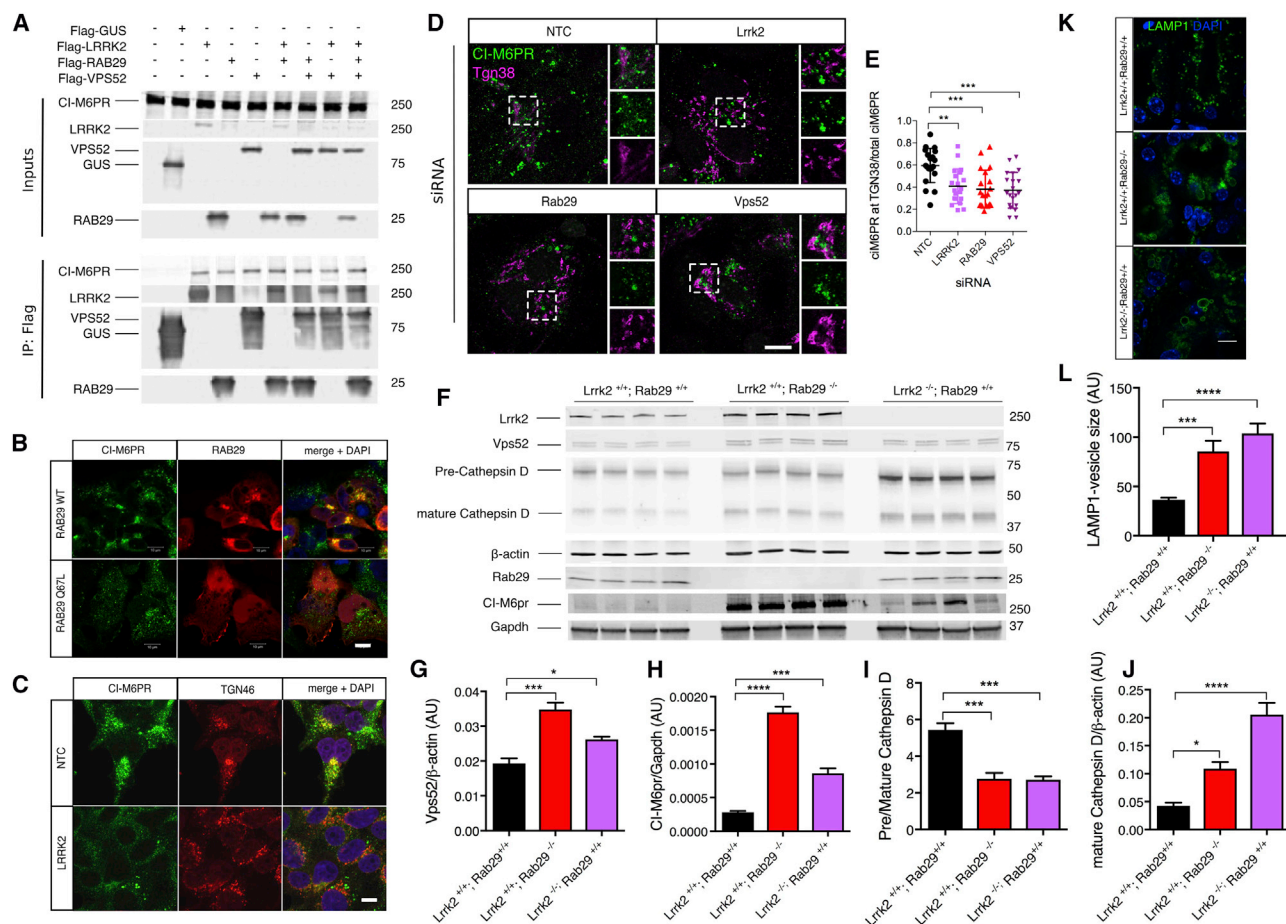 A
Flag-GUS - + - - - - - - -
Flag-LRRK2 - - + - - - + - + +
Flag-RAB29 - - - + - + + - +
Flag-VPS52 - - - - + - + + +
Inputs
CI-M6PR 250
LRRK2 250
VPS52
GUS 75
RAB29 25
IP: Flag
CI-M6PR 250
LRRK2 250
VPS52
GUS 75
RAB29 25
B
CI-M6PR RAB29 merge + DAPI
RAB29 WT
10 µm 10 µm 10 µm
RAB29 Q67L
10 µm 10 µm
C
CI-M6PR TGN46 merge + DAPI
NTC
LRRK2
D
NTC Lrrk2
CI-M6PR
Tgn38
siRNA
Rab29 Vps52
E
*** 
***
**
ciM6PR at TGN38/total ciM6PR
1.0
0.8
0.6
0.4
0.2
0.0
NTC LRRK2 RAB29 VPS52
siRNA
F
Lrrk2 +/+; Rab29 +/+ Lrrk2 +/+; Rab29 -/- Lrrk2 -/-; Rab29 +/+
Lrrk2 250
Vps52 75
Pre-Cathepsin D 75
50
mature Cathepsin D 37
β-actin 50
Rab29 25
CI-M6pr 250
Gapdh 37
G
*
***
Vps52/β-actin (AU)
0.04
0.03
0.02
0.01
0.00
Lrrk2 +/+; Rab29 +/+ Lrrk2 +/+; Rab29 -/- Lrrk2 -/-; Rab29 +/+
H
***
****
CI-M6pr/Gapdh (AU)
0.0020
0.0015
0.0010
0.0005
0.0000
Lrrk2 +/+; Rab29 +/+ Lrrk2 +/+; Rab29 -/- Lrrk2 -/-; Rab29 +/+
I
***
***
Pre/Mature Cathepsin D
8
6
4
2
0
Lrrk2 +/+; Rab29 +/+ Lrrk2 +/+; Rab29 -/- Lrrk2 -/-; Rab29 +/+
J
****
*
mature Cathepsin D/β-actin (AU)
0.25
0.20
0.15
0.10
0.05
0.00
Lrrk2 +/+; Rab29 +/+ Lrrk2 +/+; Rab29 -/- Lrrk2 -/-; Rab29 +/+
K
LAMP1 DAPI
Lrrk2+/+;Rab29+/+
Lrrk2+/+;Rab29-/-
Lrrk2-/-;Rab29+/+
L
****
***
LAMP1-vesicle size (AU)
150
100
50
0
Lrrk2 +/+; Rab29 +/+ Lrrk2 +/+; Rab29 -/- Lrrk2 -/-; Rab29 +/+